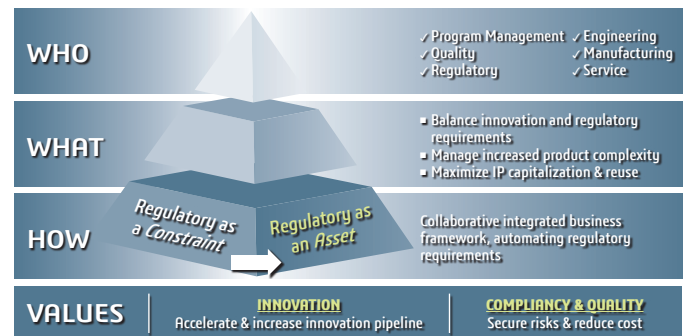 WHO
✓ Program Management ✓ Engineering
✓ Quality ✓ Manufacturing
✓ Regulatory ✓ Service
WHAT
▪ Balance innovation and regulatory
requirements
▪ Manage increased product complexity
▪ Maximize IP capitalization & reuse
HOW
Regulatory as
a Constraint
Regulatory as
an Asset
Collaborative integrated business
framework, automating regulatory
requirements
VALUES
INNOVATION
Accelerate & increase innovation pipeline
COMPLIANCY & QUALITY
Secure risks & reduce cost